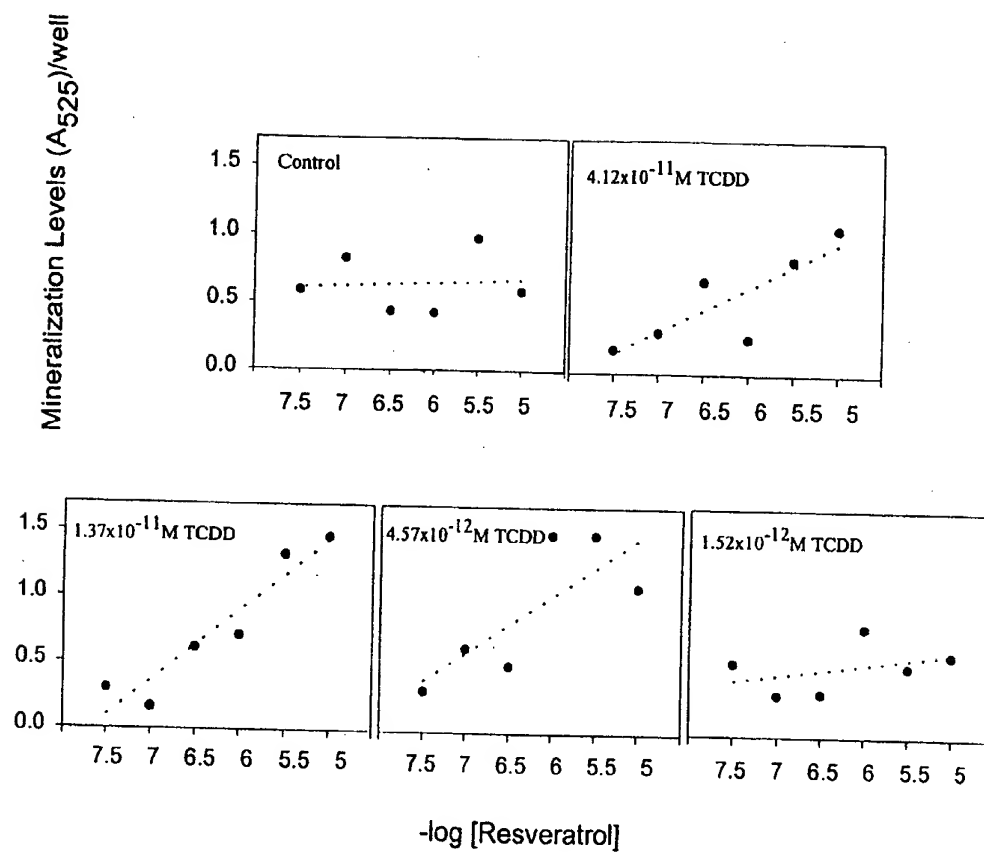 Mineralization Levels (A525)/well
Control
4.12x10-11M TCDD
1.5
1.0
0.5
0.0
7.5 7 6.5 6 5.5 5
7.5 7 6.5 6 5.5 5
1.37x10-11M TCDD
4.57x10-12M TCDD
1.52x10-12M TCDD
1.5
1.0
0.5
0.0
7.5 7 6.5 6 5.5 5
7.5 7 6.5 6 5.5 5
7.5 7 6.5 6 5.5 5
-log [Resveratrol]